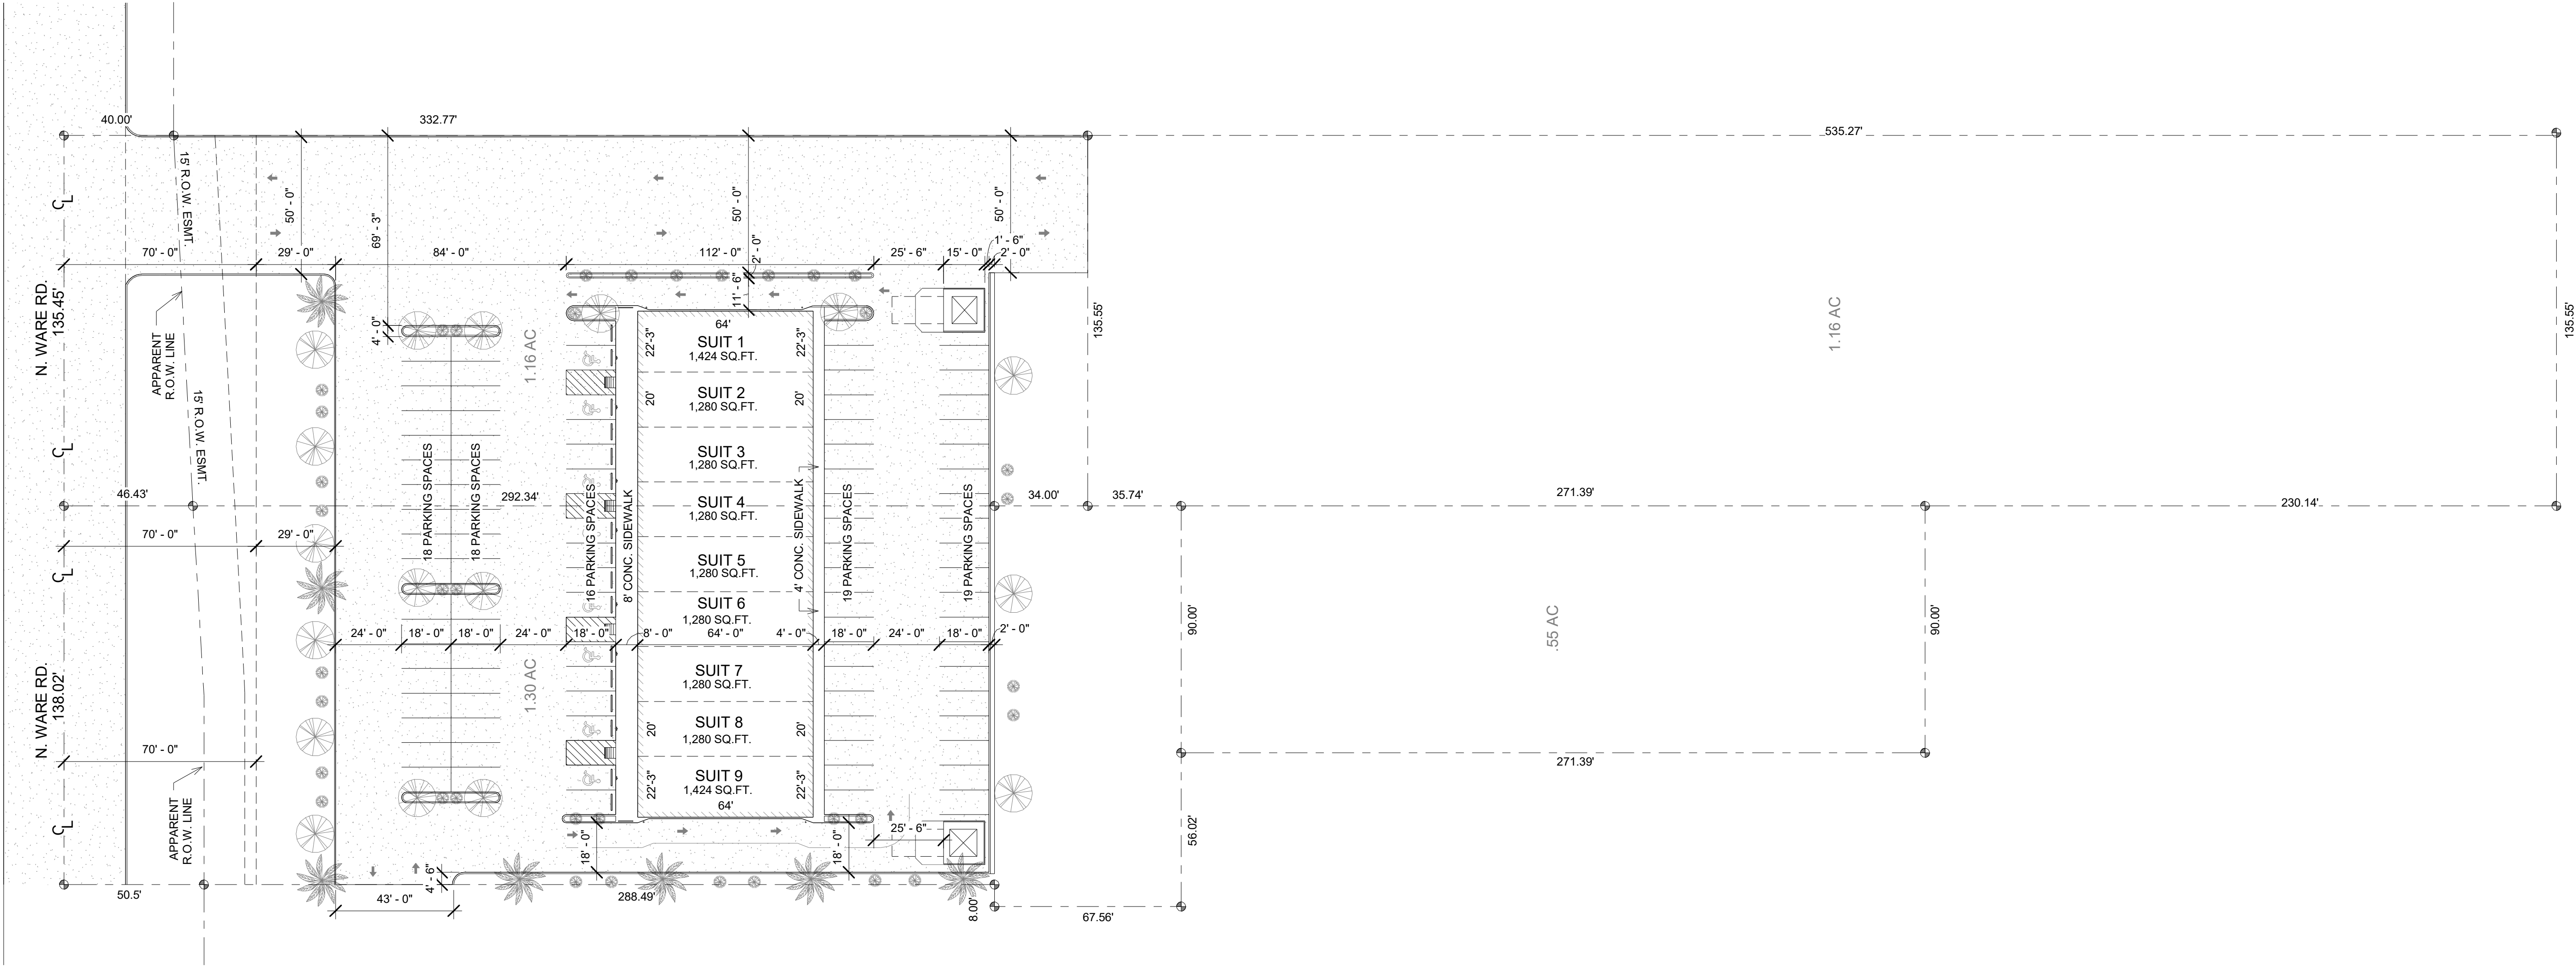 40.00'
332.77'
535.27'
15' R.O.W. ESMT.
C
L
50' - 0"
69' - 3"
50' - 0"
50' - 0"
70' - 0"
29' - 0"
84' - 0"
112' - 0"
2' - 0"
25' - 6"
15' - 0"
1' - 6"
2' - 0"
N. WARE RD.
135.45'
11' - 6"
4' - 0"
APPARENT
R.O.W. LINE
1.16 AC
135.55'
1.16 AC
135.55'
64'
SUIT 1
1,424 SQ.FT.
22'-3"
22'-3"
SUIT 2
1,280 SQ.FT.
20'
20'
15' R.O.W. ESMT.
C
L
SUIT 3
1,280 SQ.FT.
18 PARKING SPACES
18 PARKING SPACES
16 PARKING SPACES
8' CONC. SIDEWALK
4' CONC. SIDEWALK
19 PARKING SPACES
19 PARKING SPACES
46.43'
292.34'
SUIT 4
1,280 SQ.FT.
34.00'
35.74'
271.39'
230.14'
70' - 0"
29' - 0"
C
L
SUIT 5
1,280 SQ.FT.
SUIT 6
1,280 SQ.FT.
90.00'
.55 AC
90.00'
24' - 0"
18' - 0"
18' - 0"
24' - 0"
18' - 0"
8' - 0"
64' - 0"
4' - 0"
18' - 0"
24' - 0"
18' - 0"
2' - 0"
N. WARE RD.
138.02'
1.30 AC
SUIT 7
1,280 SQ.FT.
SUIT 8
1,280 SQ.FT.
20'
20'
70' - 0"
271.39'
SUIT 9
1,424 SQ.FT.
22'-3"
22'-3"
64'
APPARENT
R.O.W. LINE
C
L
18' - 0"
18' - 0"
25' - 6"
56.02'
4' - 6"
50.5'
43' - 0"
288.49'
8.00'
67.56'